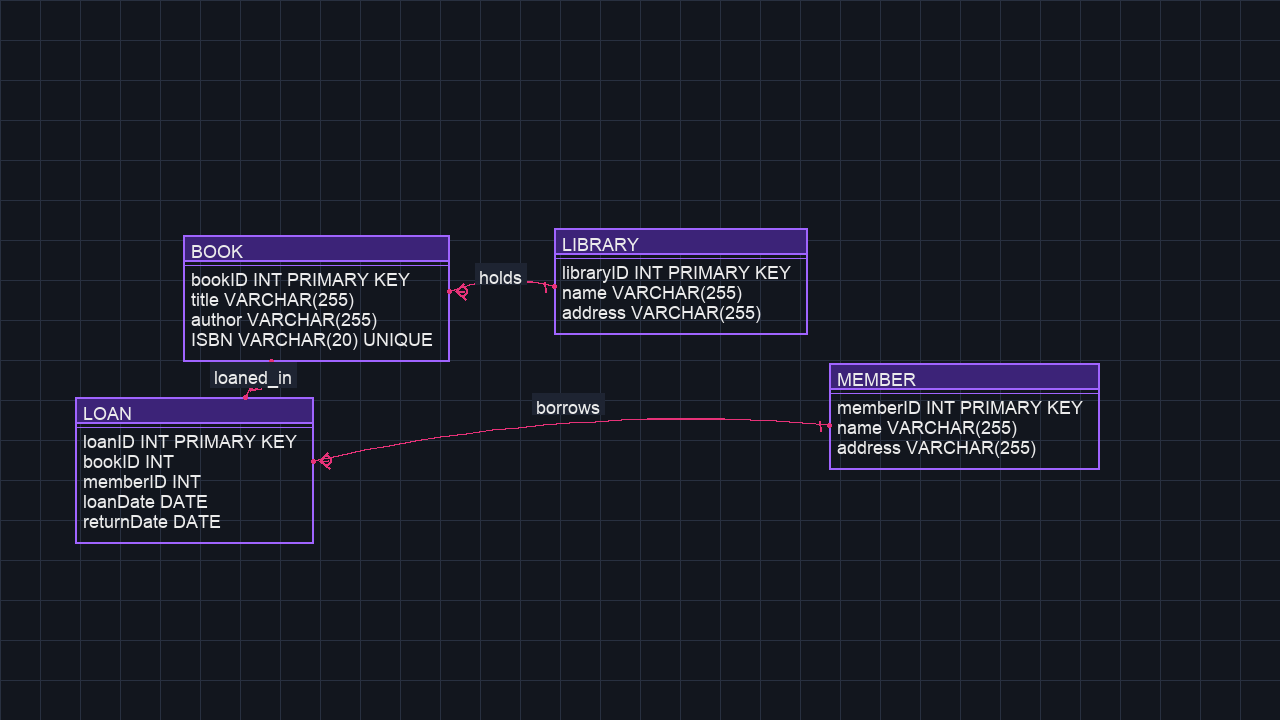 BOOK
bookID INT PRIMARY KEY
title VARCHAR(255)
author VARCHAR(255)
ISBN VARCHAR(20) UNIQUE
holds
LIBRARY
libraryID INT PRIMARY KEY
name VARCHAR(255)
address VARCHAR(255)
loaned_in
LOAN
loanID INT PRIMARY KEY
bookID INT
memberID INT
loanDate DATE
returnDate DATE
borrows
MEMBER
memberID INT PRIMARY KEY
name VARCHAR(255)
address VARCHAR(255)